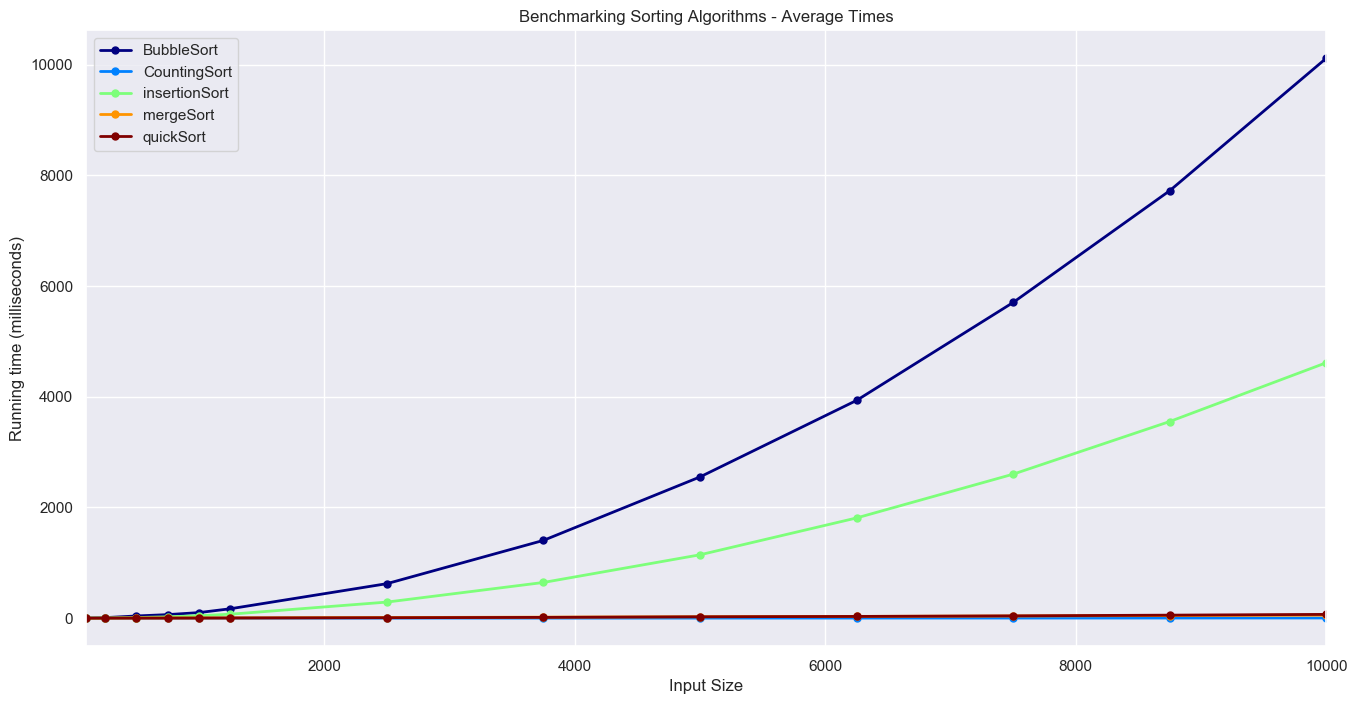 Benchmarking Sorting Algorithms - Average Times
BubbleSort
CountingSort
insertionSort
mergeSort
quickSort
Running time (milliseconds)
10000
8000
6000
4000
2000
0
2000 4000 6000 8000 10000
Input Size